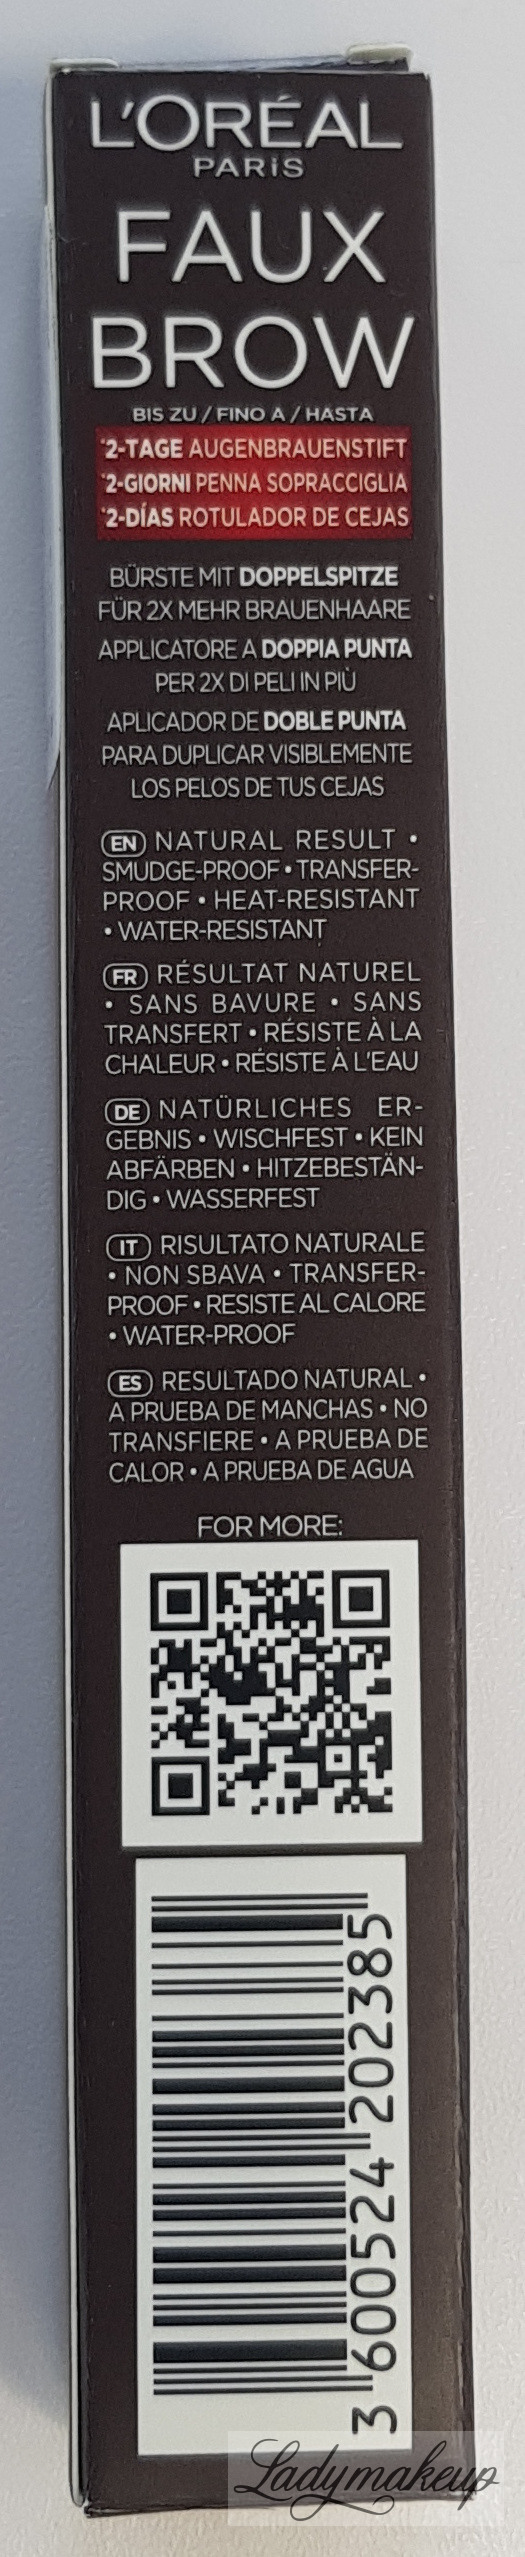 L'ORÉAL
PARIS
FAUX
BROW
BIS ZU / FINO A / HASTA
*2-TAGE AUGENBRAUENSTIFT
*2-GIORNI PENNA SOPRACCIGLIA
*2-DÍAS ROTULADOR DE CEJAS
BÜRSTE MIT DOPPELSPITZE
FÜR 2X MEHR BRAUENHAARE
APPLICATORE A DOPPIA PUNTA
PER 2X DI PELI IN PIÙ
APLICADOR DE DOBLE PUNTA
PARA DUPLICAR VISIBLEMENTE
LOS PELOS DE TUS CEJAS
EN NATURAL RESULT •
SMUDGE-PROOF • TRANSFER-
PROOF • HEAT-RESISTANT
• WATER-RESISTANT
FR RÉSULTAT NATUREL
• SANS BAVURE • SANS
TRANSFERT • RÉSISTE À LA
CHALEUR • RÉSISTE À L'EAU
DE NATÜRLICHES ER-
GEBNIS • WISCHFEST • KEIN
ABFÄRBEN • HITZEBESTÄN-
DIG • WASSERFEST
IT RISULTATO NATURALE
• NON SBAVA • TRANSFER-
PROOF • RESISTE AL CALORE
• WATER-PROOF
ES RESULTADO NATURAL •
A PRUEBA DE MANCHAS • NO
TRANSFIERE • A PRUEBA DE
CALOR • A PRUEBA DE AGUA
FOR MORE:
3 600524 202385
Ladymakeup